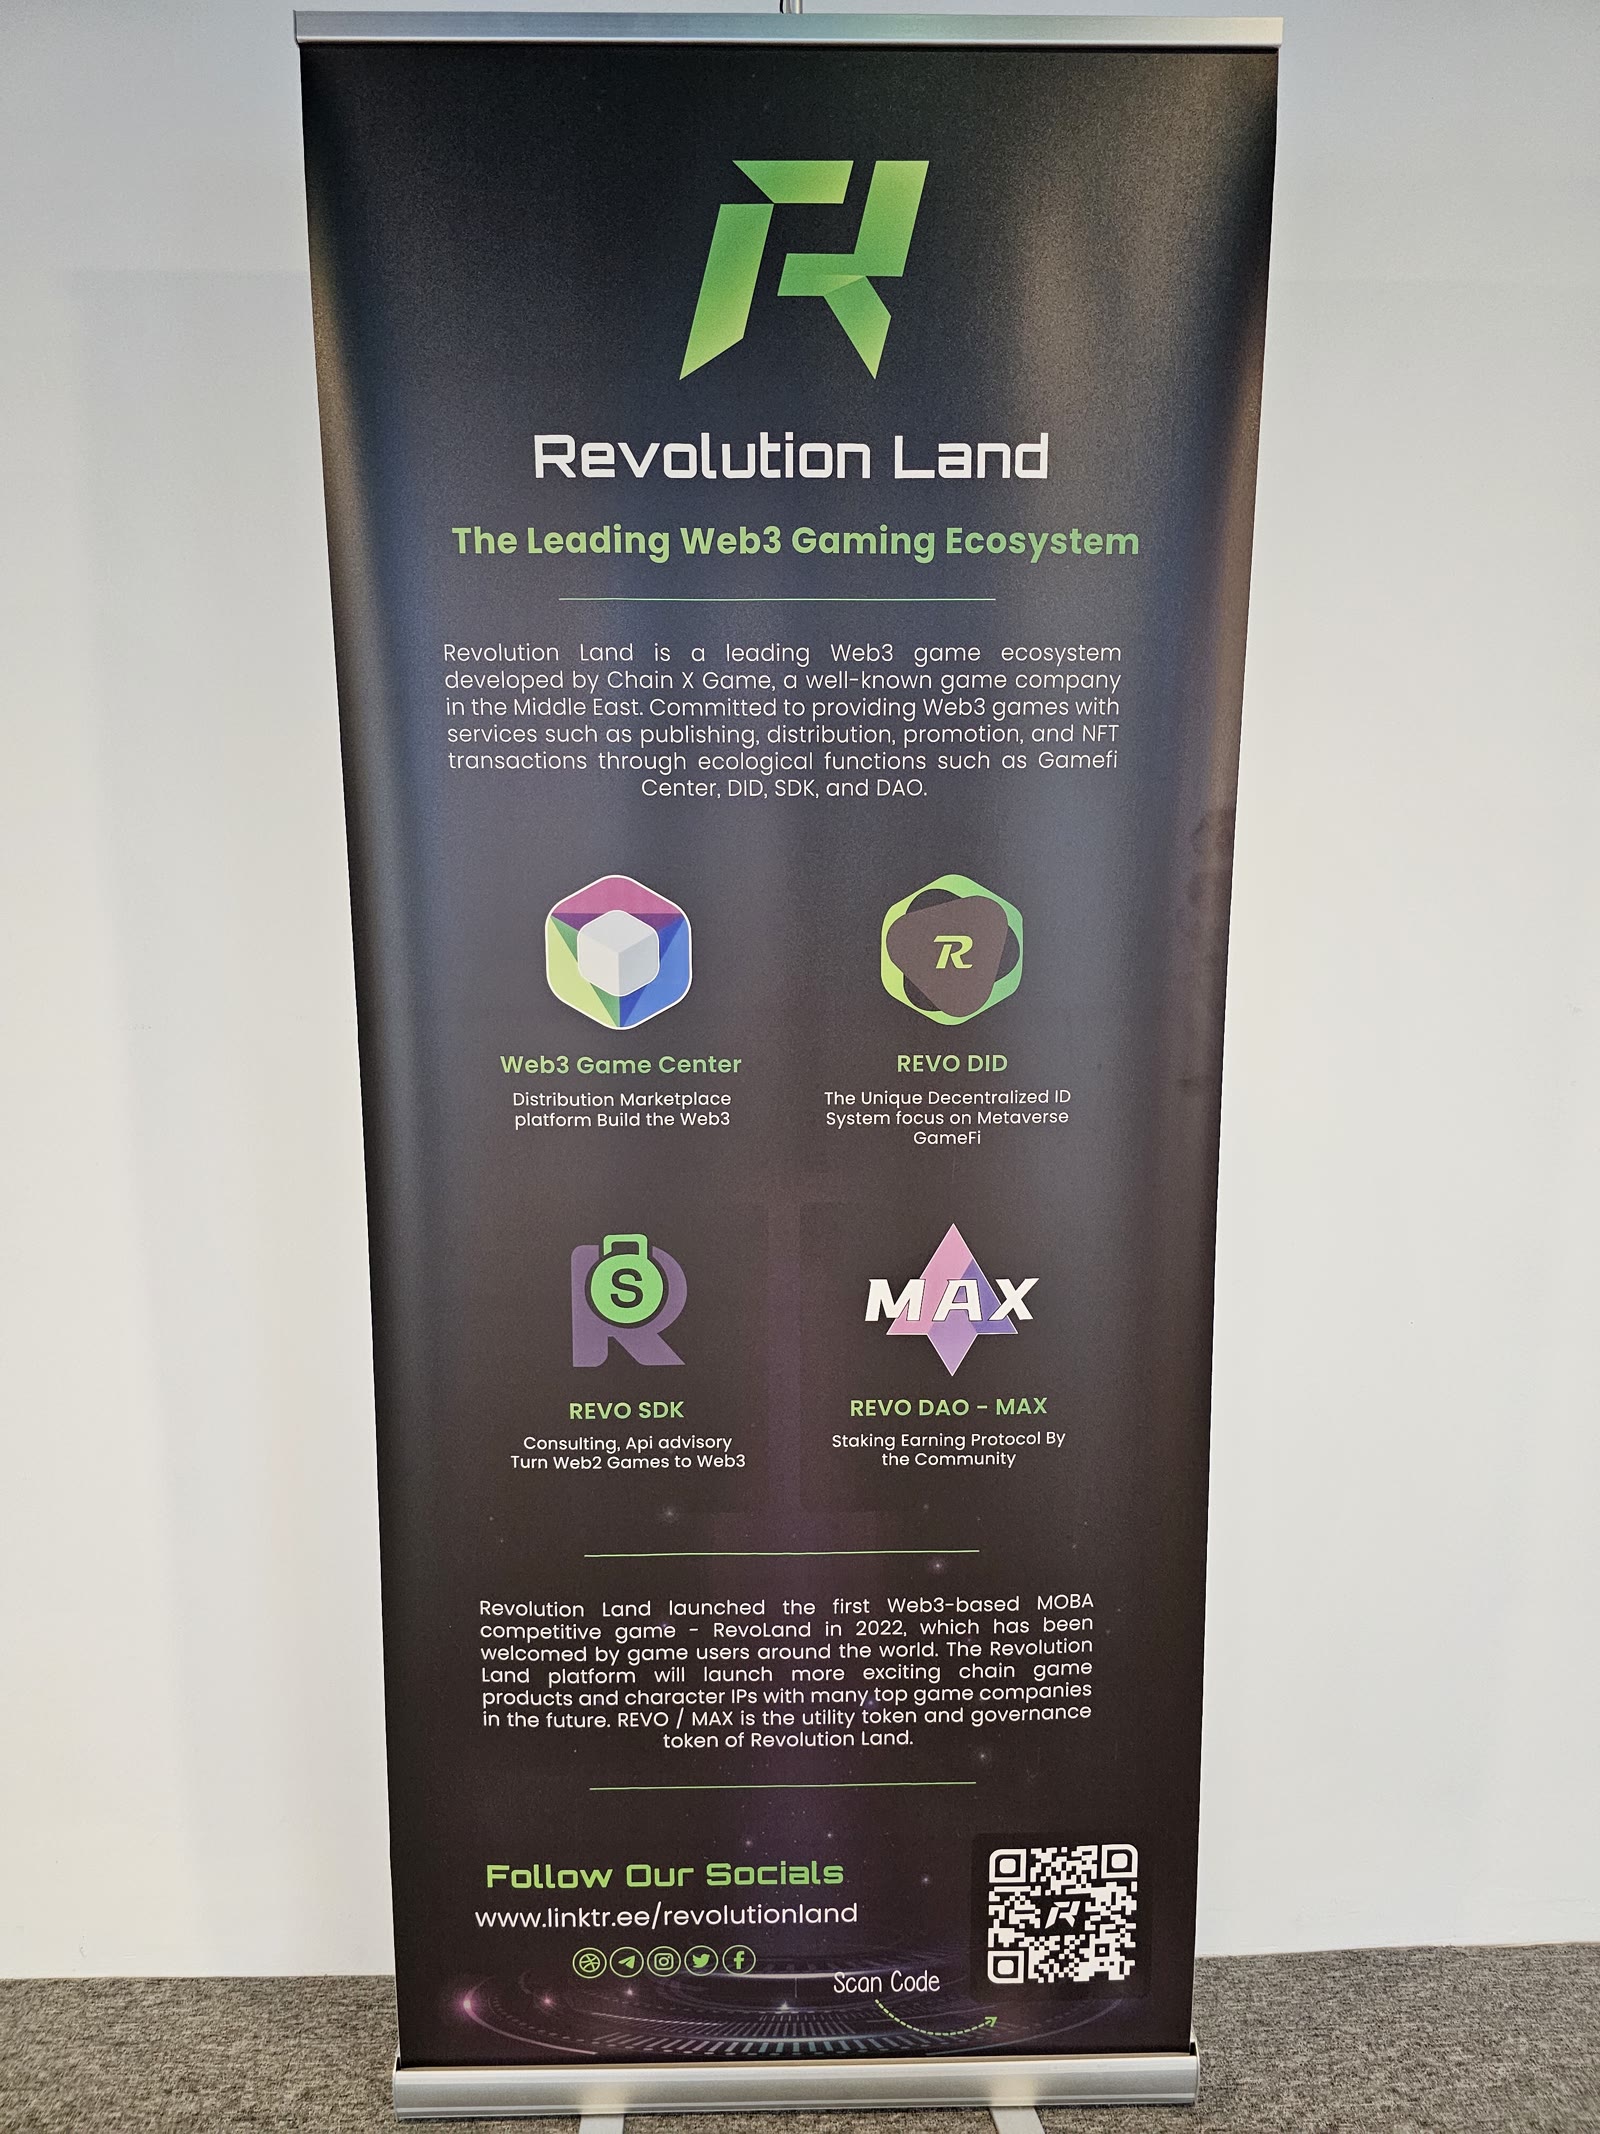 Revolution Land
The Leading Web3 Gaming Ecosystem
Revolution Land is a leading Web3 game ecosystem
developed by Chain X Game, a well-known game company
in the Middle East. Committed to providing Web3 games with
services such as publishing, distribution, promotion, and NFT
transactions through ecological functions such as Gamefi
Center, DID, SDK, and DAO.
R
Web3 Game Center
Distribution Marketplace
platform Build the Web3
REVO DID
The Unique Decentralized ID
System focus on Metaverse
GameFi
S
R
REVO SDK
Consulting, Api advisory
Turn Web2 Games to Web3
MAX
REVO DAO - MAX
Staking Earning Protocol By
the Community
Revolution Land launched the first Web3-based MOBA
competitive game - RevoLand in 2022, which has been
welcomed by game users around the world. The Revolution
Land platform will launch more exciting chain game
products and character IPs with many top game companies
in the future. REVO / MAX is the utility token and governance
token of Revolution Land.
Follow Our Socials
www.linktr.ee/revolutionland
Scan Code